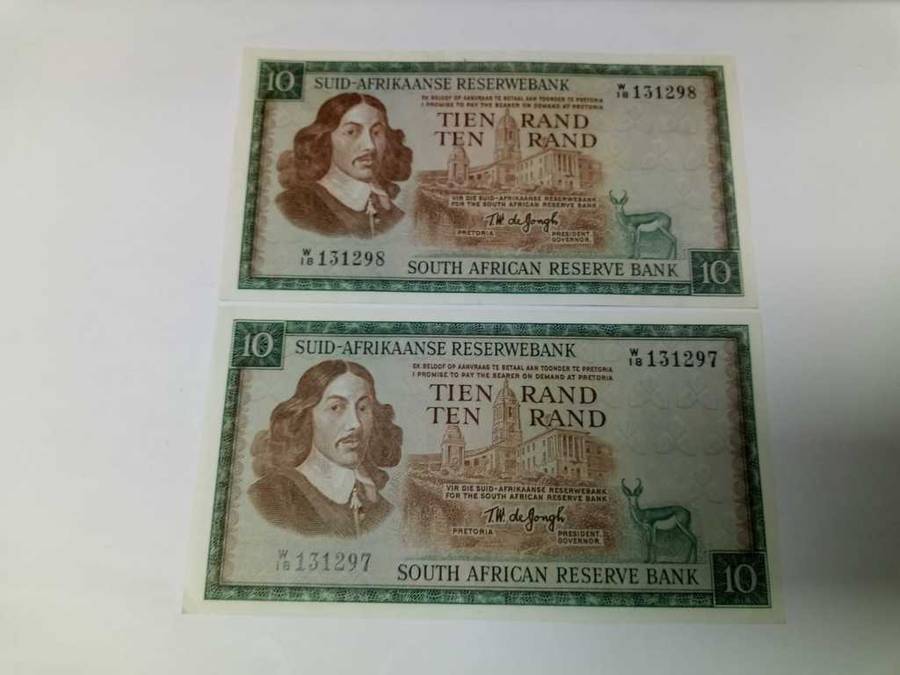 10 SUID-AFRIKAANSE RESERWEBANK W/18 131298
EK BELOOF OP AANVRAAG TE BETAAL AAN TOONDER TE PRETORIA
I PROMISE TO PAY THE BEARER ON DEMAND AT PRETORIA
TIEN RAND
TEN RAND
VIR DIE SUID-AFRIKAANSE RESERWEBANK
FOR THE SOUTH AFRICAN RESERVE BANK
T.W. de Jongh
PRETORIA PRESIDENT.
GOVERNOR.
W/18 131298
SOUTH AFRICAN RESERVE BANK 10
10 SUID-AFRIKAANSE RESERWEBANK W/18 131297
EK BELOOF OP AANVRAAG TE BETAAL AAN TOONDER TE PRETORIA
I PROMISE TO PAY THE BEARER ON DEMAND AT PRETORIA
TIEN RAND
TEN RAND
VIR DIE SUID-AFRIKAANSE RESERWEBANK
FOR THE SOUTH AFRICAN RESERVE BANK
T.W. de Jongh
PRETORIA PRESIDENT.
GOVERNOR.
W/18 131297
SOUTH AFRICAN RESERVE BANK 10